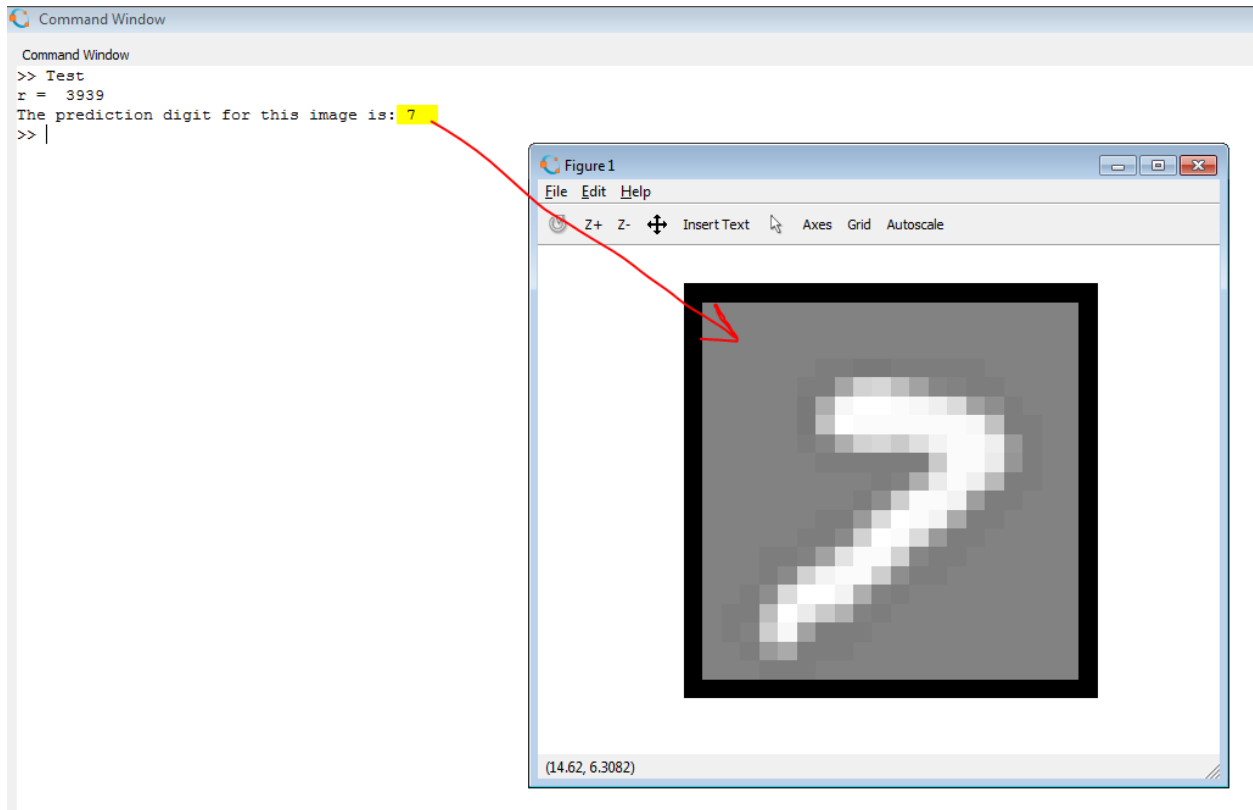 Command Window
Command Window
>> Test
r =  3939
The prediction digit for this image is: 7
>>
Figure 1
File Edit Help
Z+ Z- Insert Text Axes Grid Autoscale
7
(14.62, 6.3082)